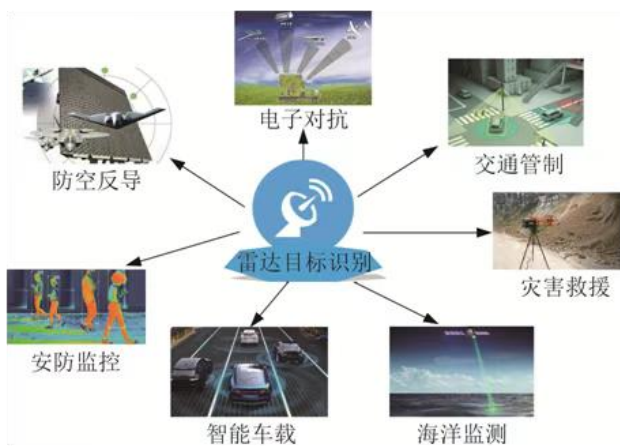 电子对抗
防空反导
交通管制
雷达目标识别
灾害救援
安防监控
智能车载
海洋监测